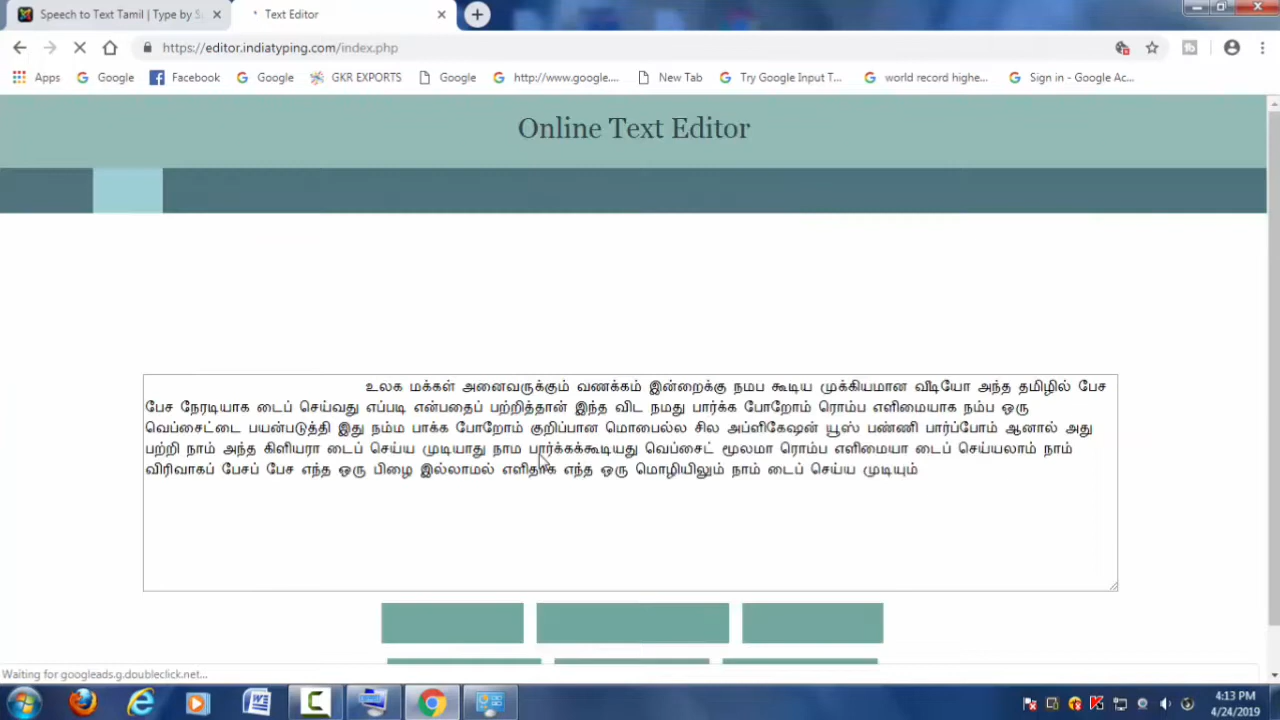 Speech to Text Tamil | Type by S
Text Editor
https://editor.indiatyping.com/index.php
Apps
Google
Facebook
Google
GKR EXPORTS
Google
http://www.google....
New Tab
Try Google Input T...
world record highe...
Sign in - Google Ac...
Online Text Editor
உலக மக்கள் அனைவருக்கும் வணக்கம் இன்றைக்கு நமப கூடிய முக்கியமான வீடியோ அந்த தமிழில் பேச
பேச நேரடியாக டைப் செய்வது எப்படி என்பதைப் பற்றித்தான் இந்த விட நமது பார்க்க போறோம் ரொம்ப எளிமையாக நம்ப ஒரு
வெப்சைட்டை பயன்படுத்தி இது நம்ம பாக்க போறோம் குறிப்பான மொபைல்ல சில அப்ளிகேஷன் யூஸ் பண்ணி பார்ப்போம் ஆனால் அது
பற்றி நாம் அந்த கிளியரா டைப் செய்ய முடியாது நாம பார்க்கக்கூடியது வெப்சைட் மூலமா ரொம்ப எளிமையா டைப் செய்யலாம் நாம்
விரிவாகப் பேசப் பேச எந்த ஒரு பிழை இல்லாமல் எளிதாக எந்த ஒரு மொழியிலும் நாம் டைப் செய்ய முடியும்
Waiting for googleads.g.doubleclick.net...
4:13 PM
4/24/2019